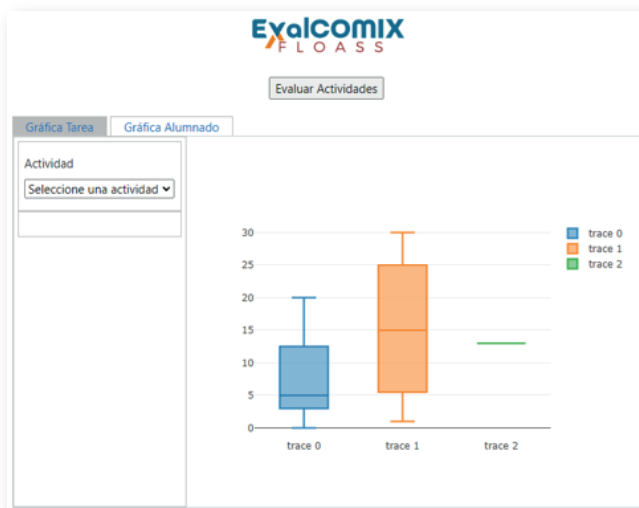 EvalCOMIX
FLOASS
Evaluar Actividades
Gráfica Tarea
Gráfica Alumnado
Actividad
Seleccione una actividad
30
25
20
15
10
5
0
trace 0
trace 1
trace 2
trace 0
trace 1
trace 2